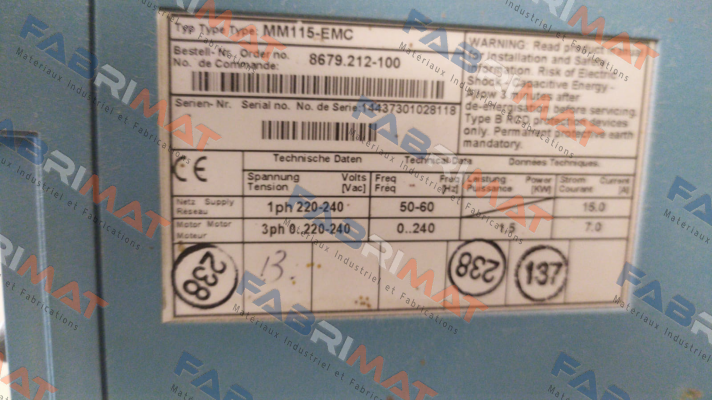 Typ Type Type: MM115-EMC
Bestell- Nr., Order no.
No. de Commande: 8679.212-100
Serien- Nr. Serial no. No. de Serie: 14437301028118
WARNING: Read product manual
for Installation and Safety
Information. Risk of Electric
Shock - Capacitive Energy -
Allow 3 minutes after
de-energisation before servicing.
Type B RCD protection devices
only. Permanent protective earth
mandatory.
CE
Technische Daten Technical Data Données Techniques.
Spannung Volts Freq Freq Leistung Power Strom Current
Tension [Vac] Freq [Hz] Puissance [KW] Courant [A]
Netz Supply
Reseau 1ph 220-240 50-60 15.0
Motor Motor
Moteur 3ph 0..220-240 0..240 1,5 7.0
238 13. 238 137
FABRIMAT
Matériaux Industriel et Fabrications